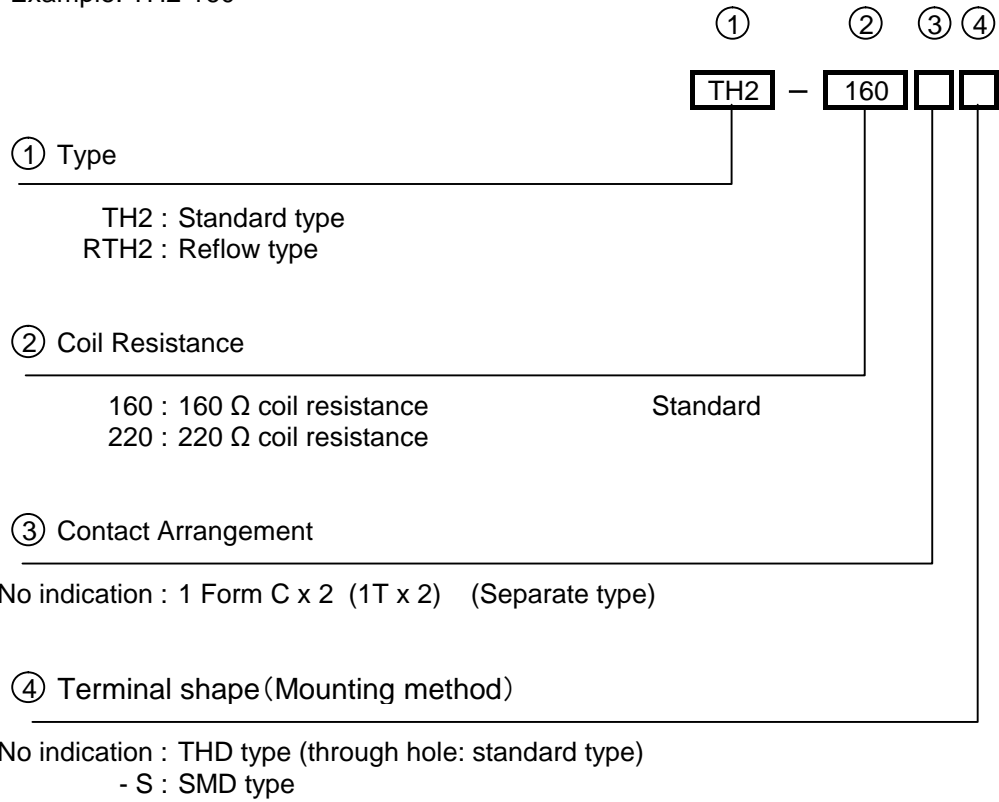 ① ② ③ ④
TH2 – 160
① Type
TH2 : Standard type
RTH2 : Reflow type
② Coil Resistance
160 : 160 Ω coil resistance Standard
220 : 220 Ω coil resistance
③ Contact Arrangement
No indication : 1 Form C x 2 (1T x 2) (Separate type)
④ Terminal shape(Mounting method)
No indication : THD type (through hole: standard type)
- S : SMD type